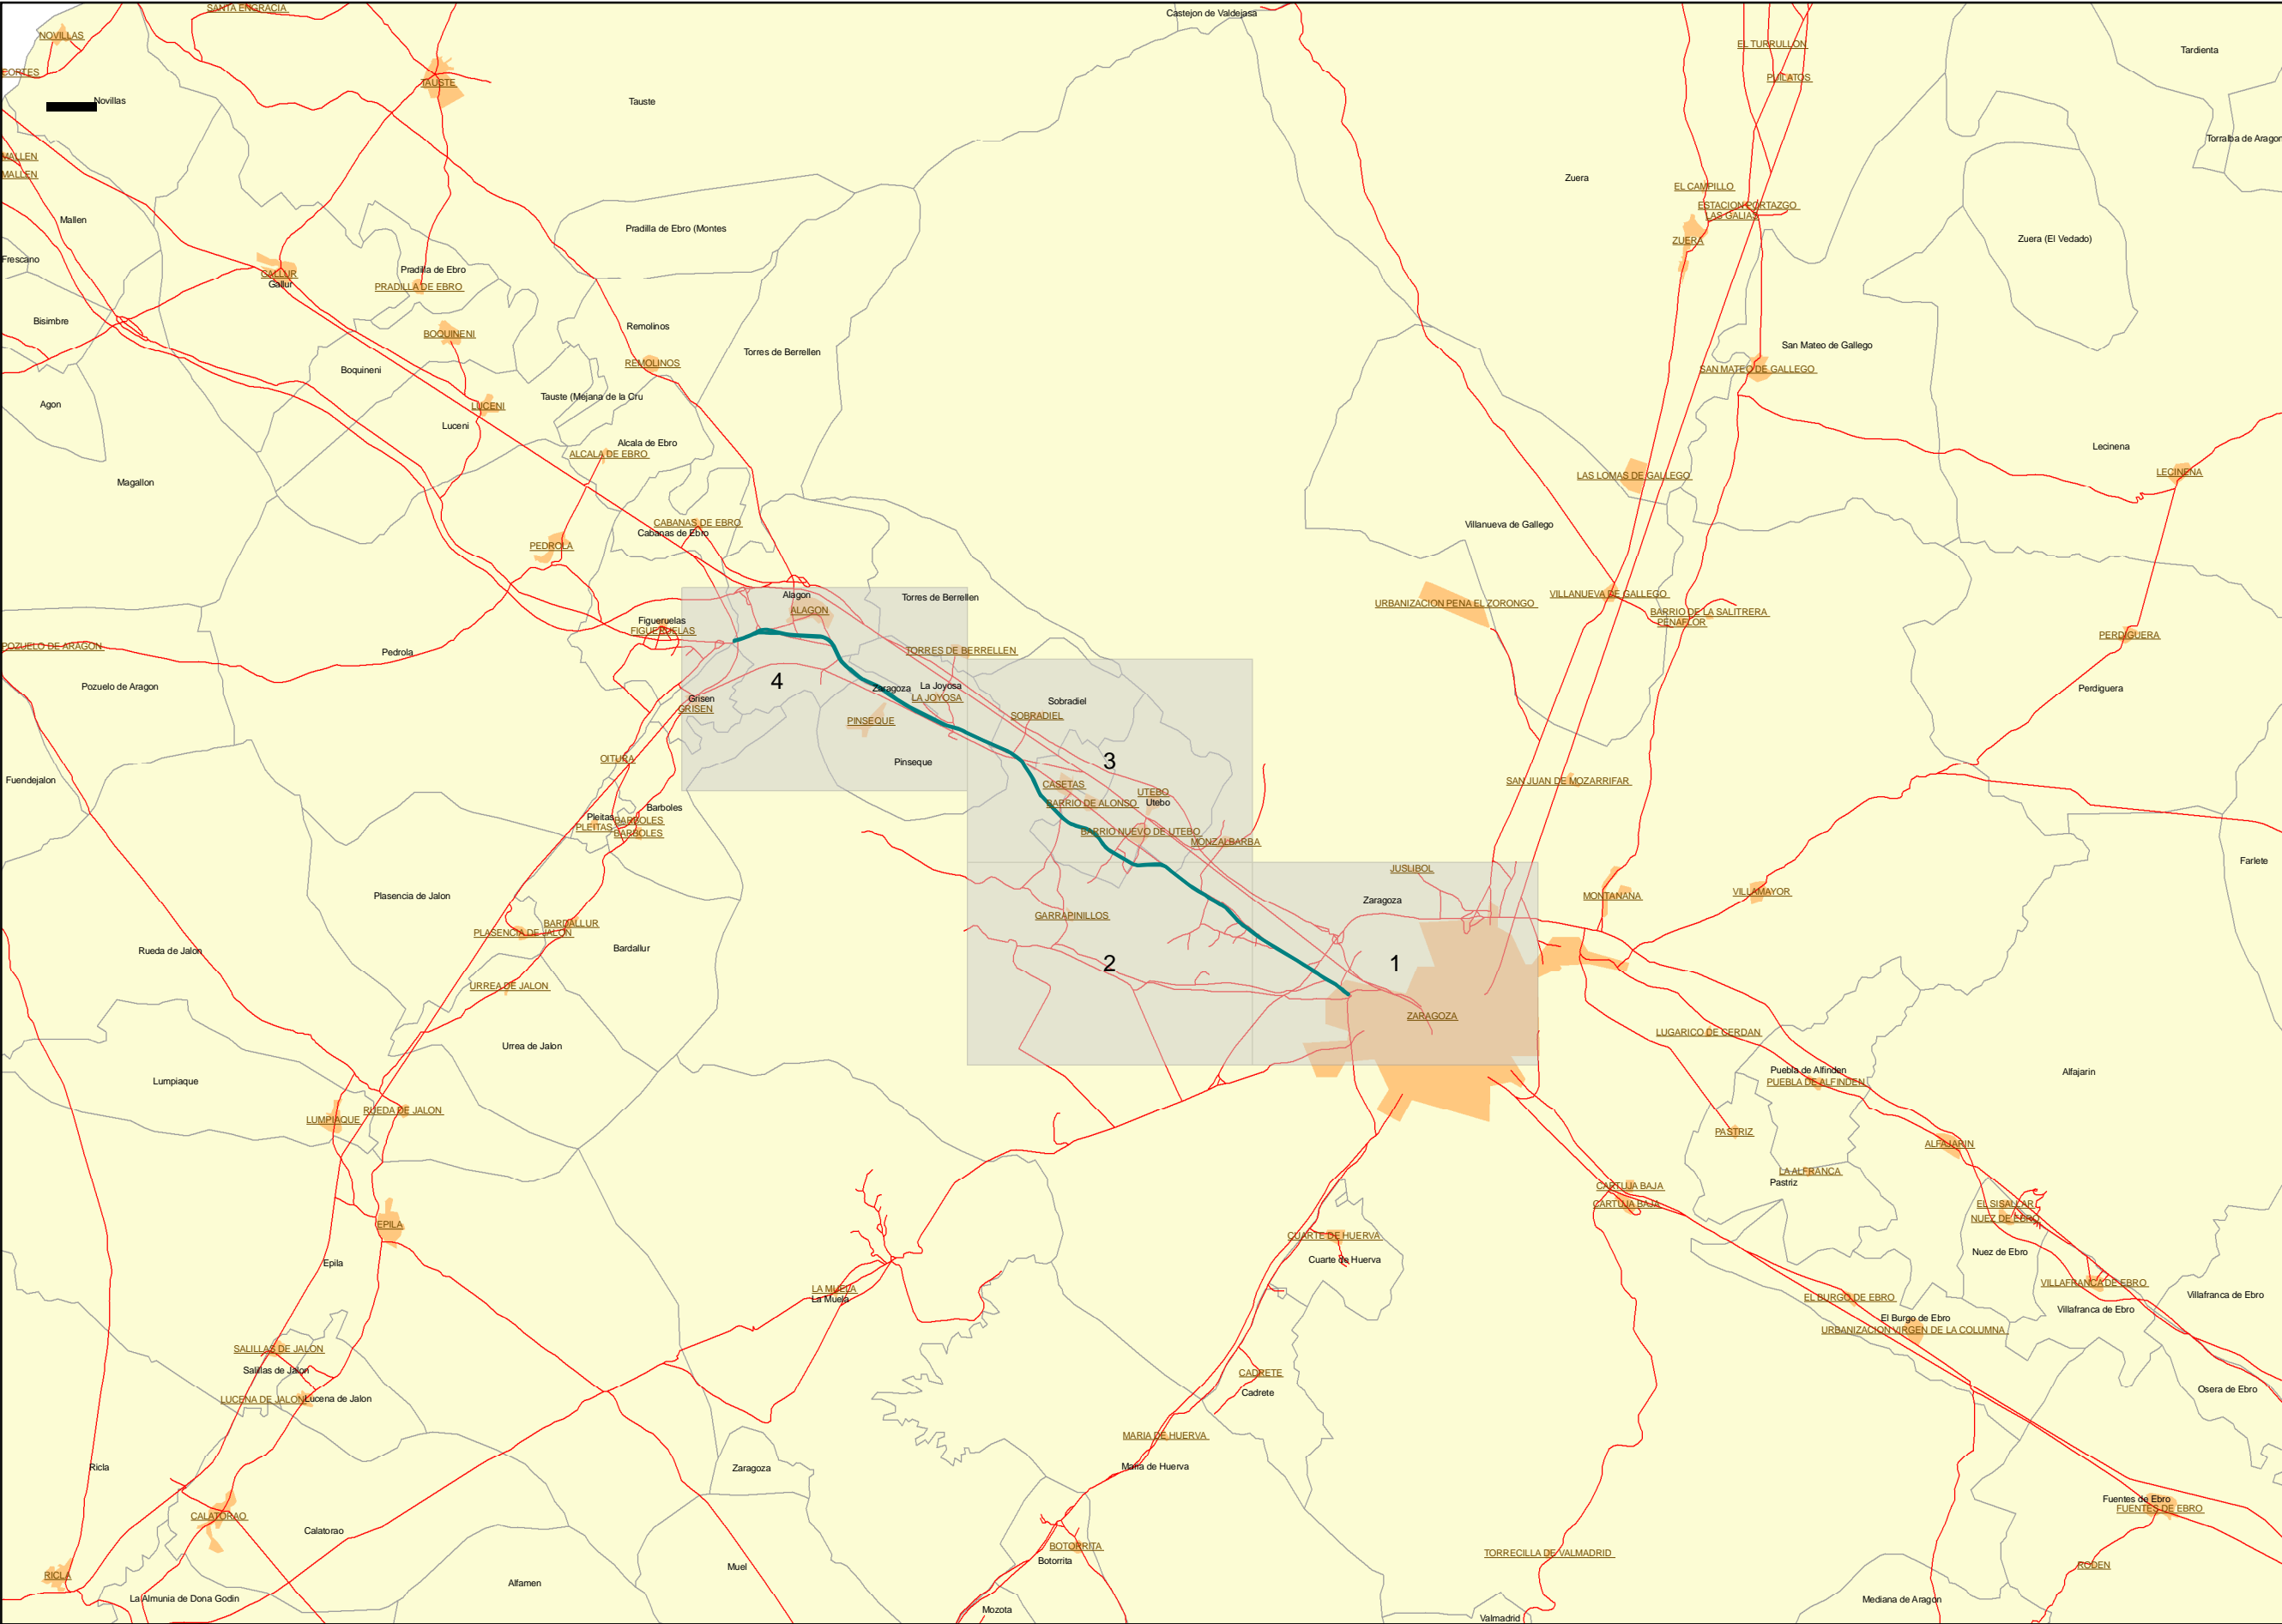 SANTA ENGRACIA
Castejon de Valdejasa
NOVILLAS
EL TURRULLON
Tardienta
CORTES
PUILATOS
TAUSTE
Novillas
Tauste
Torralba de Aragon
MALLEN
MALLEN
Zuera
EL CAMPILLO
ESTACION PORTAZGO
LAS GALIAS
Mallen
Pradilla de Ebro (Montes
ZUERA
Zuera (El Vedado)
Frescano
Pradilla de Ebro
GALLUR
Gallur
PRADILLA DE EBRO
Bisimbre
Remolinos
BOQUINENI
San Mateo de Gallego
Torres de Berrellen
REMOLINOS
Boquineni
SAN MATEO DE GALLEGO
Tauste (Mejana de la Cru
Agon
LUCENI
Luceni
Alcala de Ebro
Lecinena
ALCALA DE EBRO
LECINENA
LAS LOMAS DE GALLEGO
Magallon
CABANAS DE EBRO
Villanueva de Gallego
Cabanas de Ebro
PEDROLA
Alagon
Torres de Berrellen
VILLANUEVA DE GALLEGO
URBANIZACION PENA EL ZORONGO
ALAGON
BARRIO DE LA SALITRERA
Figueruelas
PENAFLOR
FIGUERUELAS
PERDIGUERA
POZUELO DE ARAGON
Pedrola
TORRES DE BERRELLEN
4
Pozuelo de Aragon
Zaragoza
La Joyosa
Perdiguera
Grisen
LA JOYOSA
Sobradiel
GRISEN
SOBRADIEL
PINSEQUE
OITURA
Pinseque
3
Fuendejalon
CASETAS
SAN JUAN DE MOZARRIFAR
UTEBO
BARRIO DE ALONSO
Utebo
Barboles
Pleitas
BARBOLES
PLEITAS
BARBOLES
BARRIO NUEVO DE UTEBO
MONZALBARBA
Farlete
JUSLIBOL
Plasencia de Jalon
Zaragoza
MONTANANA
VILLAMAYOR
GARRAPINILLOS
BARDALLUR
PLASENCIA DE JALON
Bardallur
Rueda de Jalon
2
1
URREA DE JALON
ZARAGOZA
LUGARICO DE CERDAN
Urrea de Jalon
Puebla de Alfinden
Alfajarin
Lumpiaque
PUEBLA DE ALFINDEN
RUEDA DE JALON
LUMPIAQUE
PASTRIZ
ALFAJARIN
LA ALFRANCA
Pastriz
CARTUJA BAJA
CARTUJA BAJA
EL SISALLAR
NUEZ DE EBRO
EPILA
CUARTE DE HUERVA
Nuez de Ebro
Cuarte de Huerva
Epila
VILLAFRANCA DE EBRO
LA MUELA
La Muela
EL BURGO DE EBRO
Villafranca de Ebro
Villafranca de Ebro
El Burgo de Ebro
URBANIZACION VIRGEN DE LA COLUMNA
SALILLAS DE JALON
Salillas de Jalon
CADRETE
Cadrete
Osera de Ebro
LUCENA DE JALON
Lucena de Jalon
MARIA DE HUERVA
Maria de Huerva
Ricla
Zaragoza
Fuentes de Ebro
FUENTES DE EBRO
CALATORAO
Calatorao
BOTORRITA
Botorrita
TORRECILLA DE VALMADRID
RODEN
Muel
RICLA
Alfamen
La Almunia de Dona Godin
Mediana de Aragon
Mozota
Valmadrid